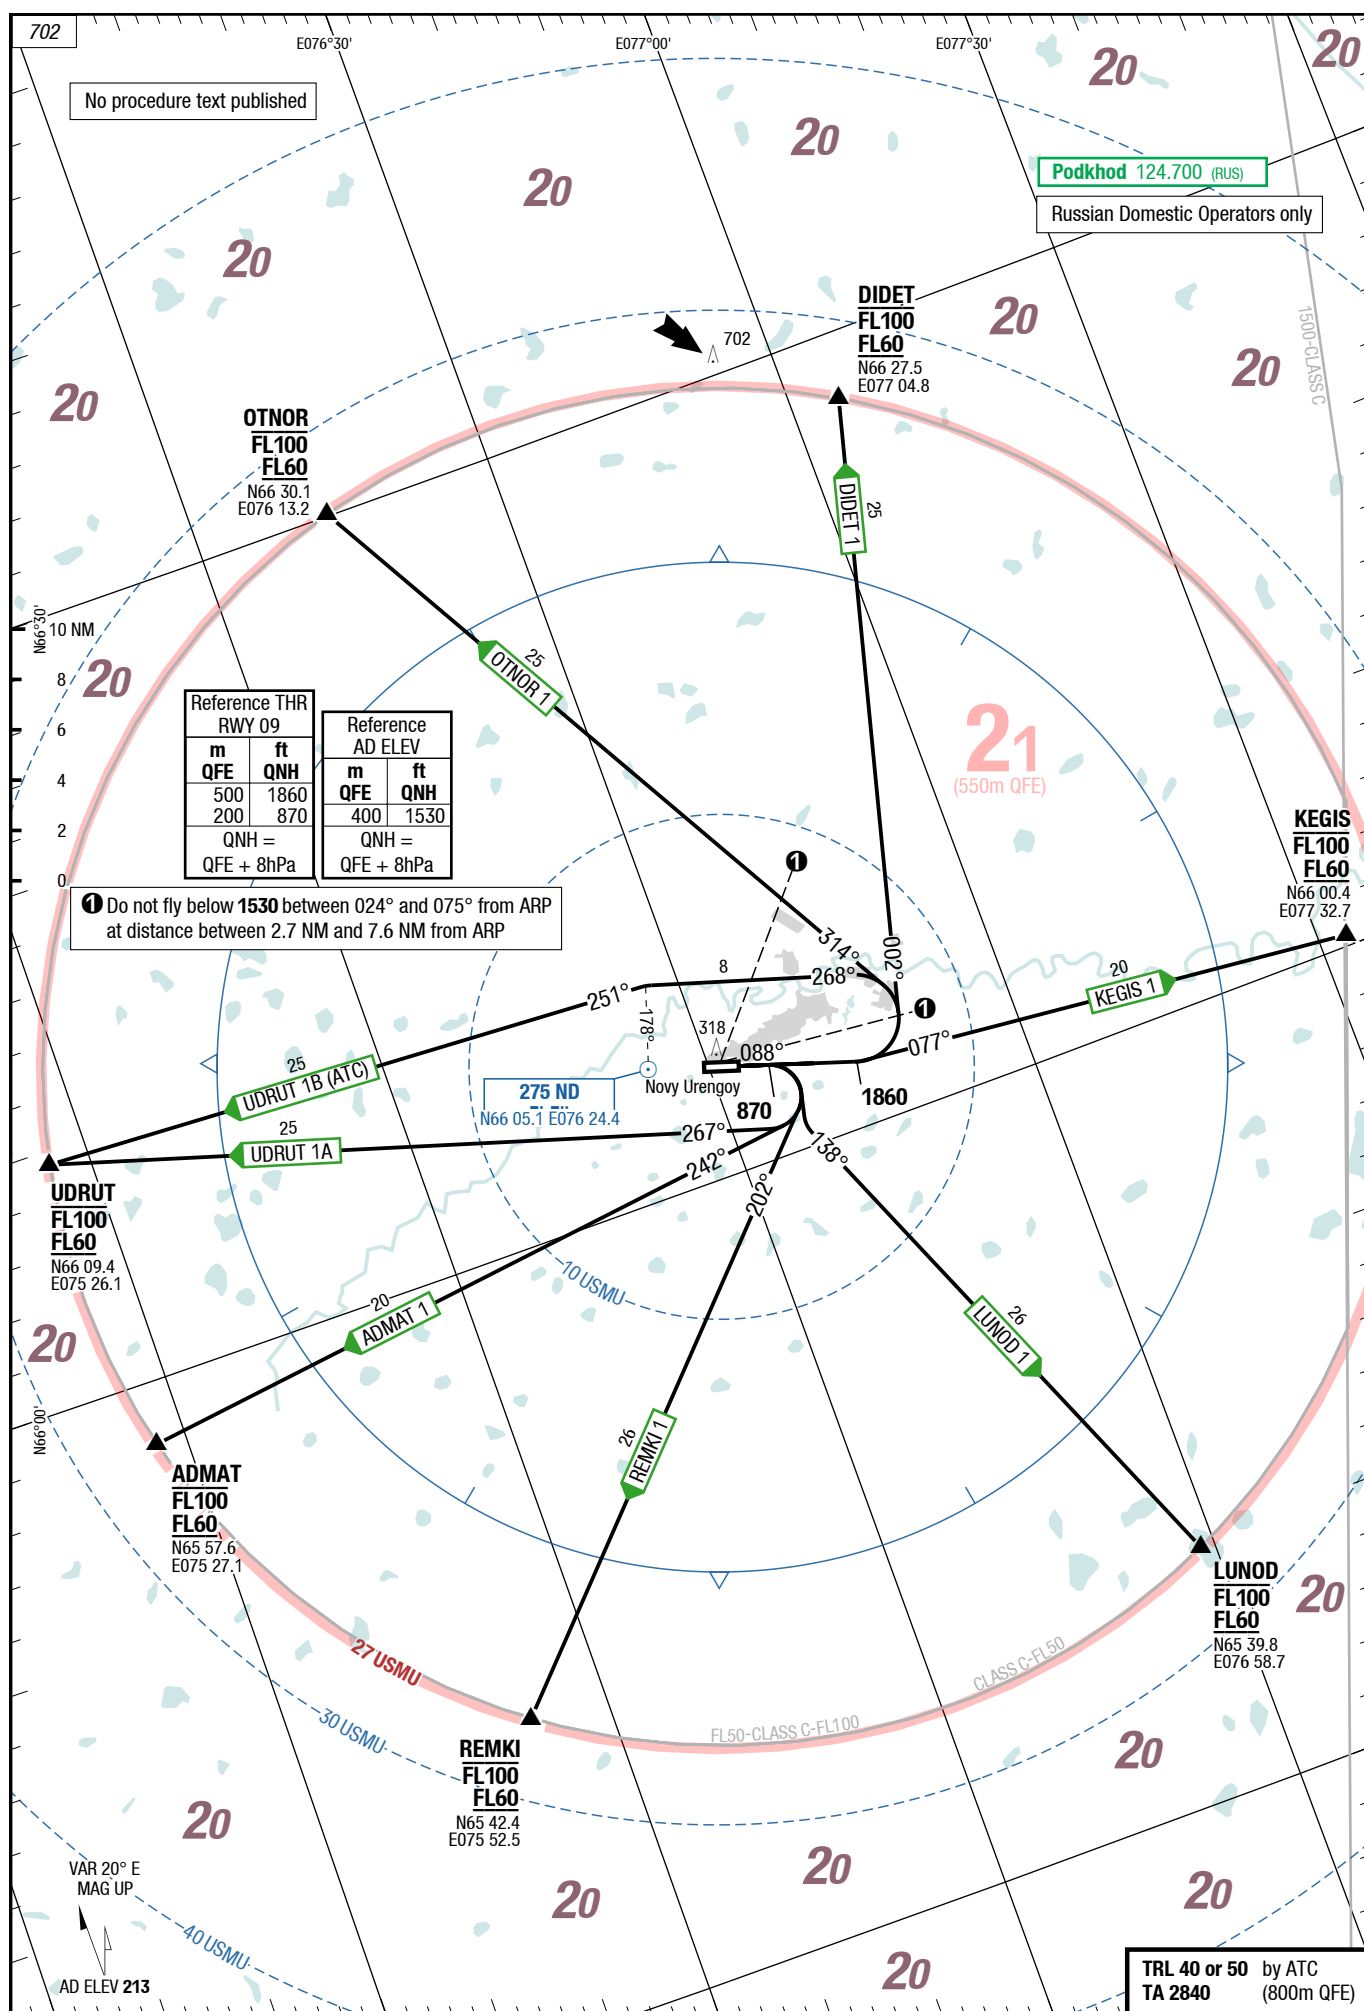 702
E076°30'
E077°00'
E077°30'
20
20
No procedure text published
20
20
Podkhod 124.700 (RUS)
Russian Domestic Operators only
20
DIDET
FL100
FL60
N66 27.5
E077 04.8
20
1500-CLASS C
702
20
20
OTNOR
FL100
FL60
N66 30.1
E076 13.2
25
DIDET 1
N66°30'
10 NM
8
6
4
2
0
20
25
OTNOR 1
Reference THR
RWY 09
m ft
QFE QNH
500 1860
200 870
QNH =
QFE + 8hPa
Reference
AD ELEV
m ft
QFE QNH
400 1530
QNH =
QFE + 8hPa
21
(550m QFE)
KEGIS
FL100
FL60
N66 00.4
E077 32.7
1
1 Do not fly below 1530 between 024° and 075° from ARP
at distance between 2.7 NM and 7.6 NM from ARP
314°
002°
8
268°
251°
20
KEGIS 1
1
178°
318
088°
077°
Novy Urengoy
275 ND
N66 05.1 E076 24.4
870
1860
25
UDRUT 1B (ATC)
25
UDRUT 1A
267°
242°
202°
138°
UDRUT
FL100
FL60
N66 09.4
E075 26.1
10 USMU
20
20
ADMAT 1
26
LUNOD 1
N66°00'
26
REMKI 1
ADMAT
FL100
FL60
N65 57.6
E075 27.1
LUNOD
FL100
FL60
N65 39.8
E076 58.7
20
27 USMU
CLASS C-FL50
30 USMU
FL50-CLASS C-FL100
REMKI
FL100
FL60
N65 42.4
E075 52.5
20
20
20
20
20
20
VAR 20° E
MAG UP
40 USMU
AD ELEV 213
TRL 40 or 50 by ATC
TA 2840 (800m QFE)